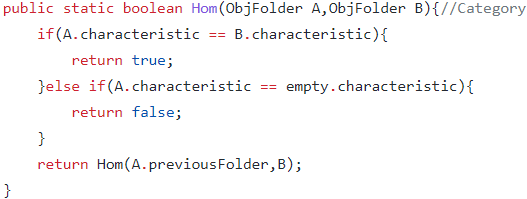 public static boolean Hom(ObjFolder A,ObjFolder B){//Category
    if(A.characteristic == B.characteristic){
        return true;
    }else if(A.characteristic == empty.characteristic){
        return false;
    }
    return Hom(A.previousFolder,B);
}